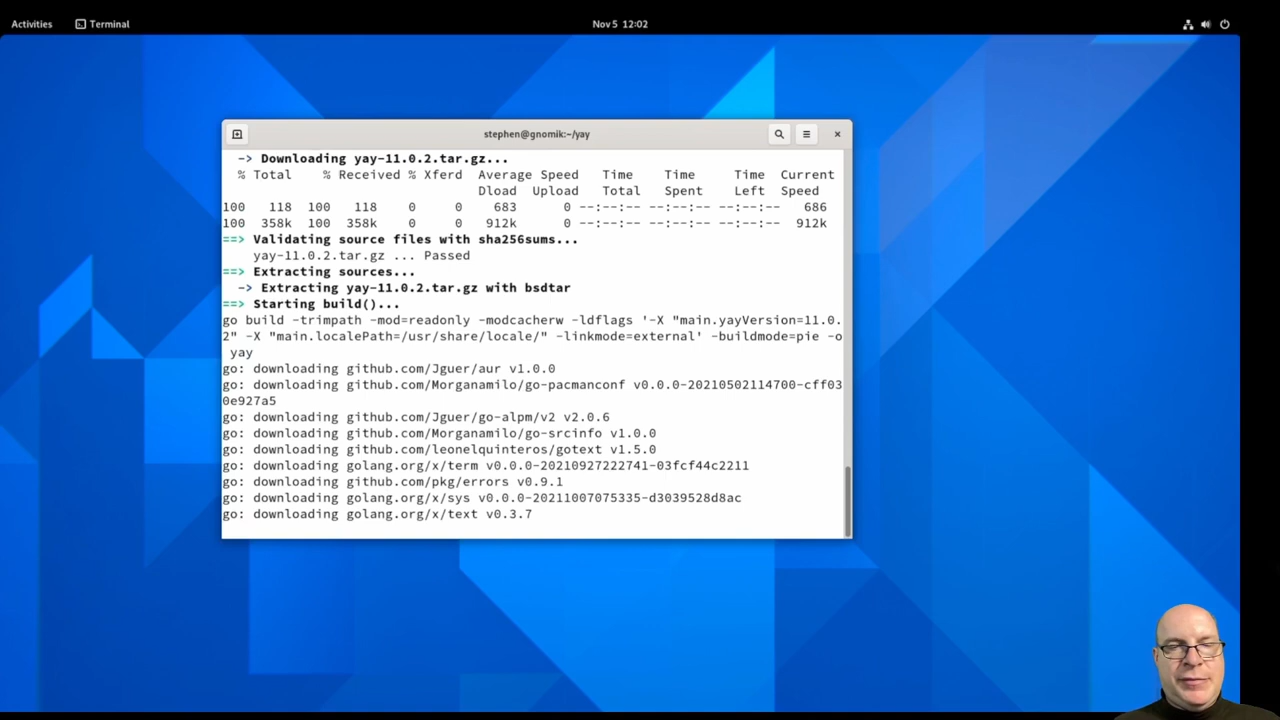 Activities Terminal Nov 5 12:02
stephen@gnomik:~/yay
-> Downloading yay-11.0.2.tar.gz...
% Total % Received % Xferd Average Speed Time Time Time Current
Dload Upload Total Spent Left Speed
100 118 100 118 0 0 683 0 --:--:-- --:--:-- --:--:-- 686
100 358k 100 358k 0 0 912k 0 --:--:-- --:--:-- --:--:-- 912k
==> Validating source files with sha256sums...
yay-11.0.2.tar.gz ... Passed
==> Extracting sources...
-> Extracting yay-11.0.2.tar.gz with bsdtar
==> Starting build()...
go build -trimpath -mod=readonly -modcacherw -ldflags '-X "main.yayVersion=11.0.
2" -X "main.localePath=/usr/share/locale/" -linkmode=external' -buildmode=pie -o
yay
go: downloading github.com/Jguer/aur v1.0.0
go: downloading github.com/Morganamilo/go-pacmanconf v0.0.0-20210502114700-cff03
0e927a5
go: downloading github.com/Jguer/go-alpm/v2 v2.0.6
go: downloading github.com/Morganamilo/go-srcinfo v1.0.0
go: downloading github.com/leonelquinteros/gotext v1.5.0
go: downloading golang.org/x/term v0.0.0-20210927222741-03fcf44c2211
go: downloading github.com/pkg/errors v0.9.1
go: downloading golang.org/x/sys v0.0.0-20211007075335-d3039528d8ac
go: downloading golang.org/x/text v0.3.7